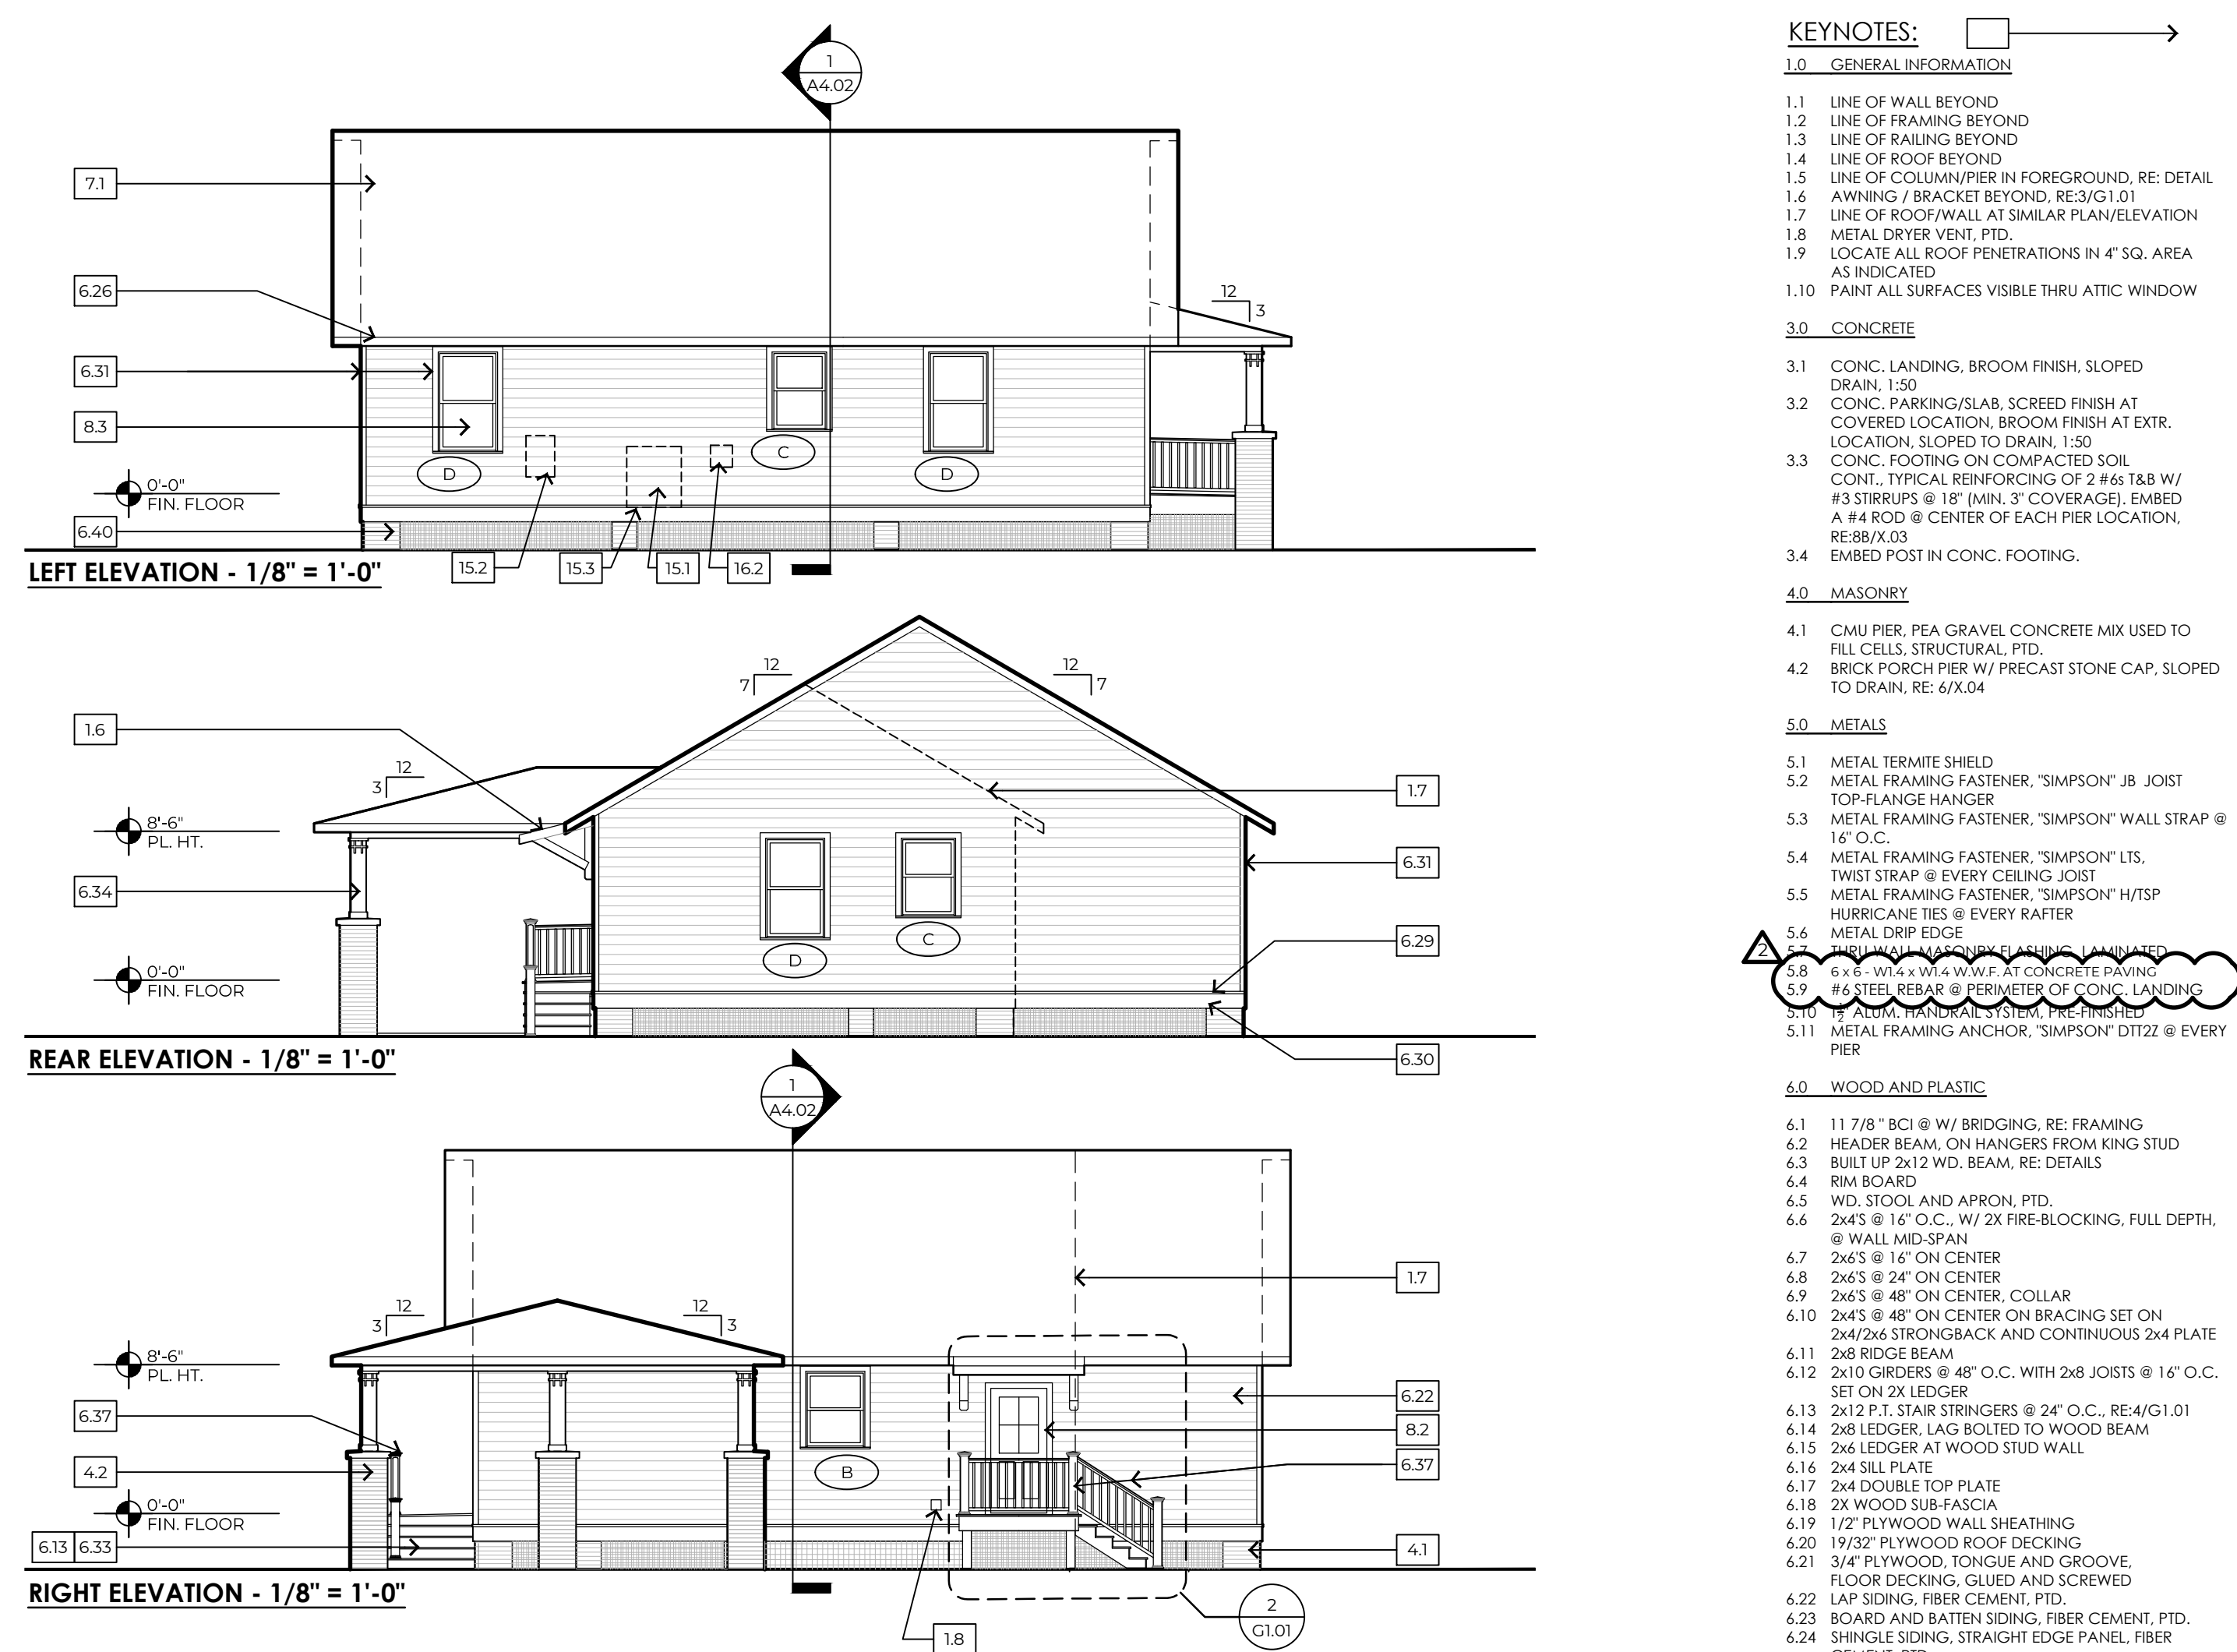 1
A4.02
7.1
6.26
12
3
6.31
8.3
C
D
D
0'-0"
FIN. FLOOR
6.40
15.2
15.3
15.1
16.2
LEFT ELEVATION - 1/8" = 1'-0"
12
7
12
7
1.6
12
3
1.7
8'-6"
PL. HT.
6.31
6.34
C
6.29
D
0'-0"
FIN. FLOOR
REAR ELEVATION - 1/8" = 1'-0"
6.30
1
A4.02
1.7
12
3
12
3
8'-6"
PL. HT.
6.22
6.37
8.2
4.2
B
6.37
0'-0"
FIN. FLOOR
6.13 6.33
4.1
1.8
2
G1.01
RIGHT ELEVATION - 1/8" = 1'-0"
KEYNOTES:
1.0 GENERAL INFORMATION
1.1 LINE OF WALL BEYOND
1.2 LINE OF FRAMING BEYOND
1.3 LINE OF RAILING BEYOND
1.4 LINE OF ROOF BEYOND
1.5 LINE OF COLUMN/PIER IN FOREGROUND, RE: DETAIL
1.6 AWNING / BRACKET BEYOND, RE:3/G1.01
1.7 LINE OF ROOF/WALL AT SIMILAR PLAN/ELEVATION
1.8 METAL DRYER VENT, PTD.
1.9 LOCATE ALL ROOF PENETRATIONS IN 4" SQ. AREA
AS INDICATED
1.10 PAINT ALL SURFACES VISIBLE THRU ATTIC WINDOW
3.0 CONCRETE
3.1 CONC. LANDING, BROOM FINISH, SLOPED
DRAIN, 1:50
3.2 CONC. PARKING/SLAB, SCREED FINISH AT
COVERED LOCATION, BROOM FINISH AT EXTR.
LOCATION, SLOPED TO DRAIN, 1:50
3.3 CONC. FOOTING ON COMPACTED SOIL
CONT., TYPICAL REINFORCING OF 2 #6s T&B W/
#3 STIRRUPS @ 18" (MIN. 3" COVERAGE). EMBED
A #4 ROD @ CENTER OF EACH PIER LOCATION,
RE:8B/X.03
3.4 EMBED POST IN CONC. FOOTING.
4.0 MASONRY
4.1 CMU PIER, PEA GRAVEL CONCRETE MIX USED TO
FILL CELLS, STRUCTURAL, PTD.
4.2 BRICK PORCH PIER W/ PRECAST STONE CAP, SLOPED
TO DRAIN, RE: 6/X.04
5.0 METALS
5.1 METAL TERMITE SHIELD
5.2 METAL FRAMING FASTENER, "SIMPSON" JB JOIST
TOP-FLANGE HANGER
5.3 METAL FRAMING FASTENER, "SIMPSON" WALL STRAP @
16" O.C.
5.4 METAL FRAMING FASTENER, "SIMPSON" LTS,
TWIST STRAP @ EVERY CEILING JOIST
5.5 METAL FRAMING FASTENER, "SIMPSON" H/TSP
HURRICANE TIES @ EVERY RAFTER
5.6 METAL DRIP EDGE
2
5.7 THRU WALL MASONRY FLASHING, LAMINATED
5.8 6 x 6 - W1.4 x W1.4 W.W.F. AT CONCRETE PAVING
5.9 #6 STEEL REBAR @ PERIMETER OF CONC. LANDING
5.10 1½" ALUM. HANDRAIL SYSTEM, PRE-FINISHED
5.11 METAL FRAMING ANCHOR, "SIMPSON" DTT2Z @ EVERY
PIER
6.0 WOOD AND PLASTIC
6.1 11 7/8 " BCI @ W/ BRIDGING, RE: FRAMING
6.2 HEADER BEAM, ON HANGERS FROM KING STUD
6.3 BUILT UP 2x12 WD. BEAM, RE: DETAILS
6.4 RIM BOARD
6.5 WD. STOOL AND APRON, PTD.
6.6 2x4'S @ 16" O.C., W/ 2X FIRE-BLOCKING, FULL DEPTH,
@ WALL MID-SPAN
6.7 2x6'S @ 16" ON CENTER
6.8 2x6'S @ 24" ON CENTER
6.9 2x6'S @ 48" ON CENTER, COLLAR
6.10 2x4'S @ 48" ON CENTER ON BRACING SET ON
2x4/2x6 STRONGBACK AND CONTINUOUS 2x4 PLATE
6.11 2x8 RIDGE BEAM
6.12 2x10 GIRDERS @ 48" O.C. WITH 2x8 JOISTS @ 16" O.C.
SET ON 2X LEDGER
6.13 2x12 P.T. STAIR STRINGERS @ 24" O.C., RE:4/G1.01
6.14 2x8 LEDGER, LAG BOLTED TO WOOD BEAM
6.15 2x6 LEDGER AT WOOD STUD WALL
6.16 2x4 SILL PLATE
6.17 2x4 DOUBLE TOP PLATE
6.18 2X WOOD SUB-FASCIA
6.19 1/2" PLYWOOD WALL SHEATHING
6.20 19/32" PLYWOOD ROOF DECKING
6.21 3/4" PLYWOOD, TONGUE AND GROOVE,
FLOOR DECKING, GLUED AND SCREWED
6.22 LAP SIDING, FIBER CEMENT, PTD.
6.23 BOARD AND BATTEN SIDING, FIBER CEMENT, PTD.
6.24 SHINGLE SIDING, STRAIGHT EDGE PANEL, FIBER